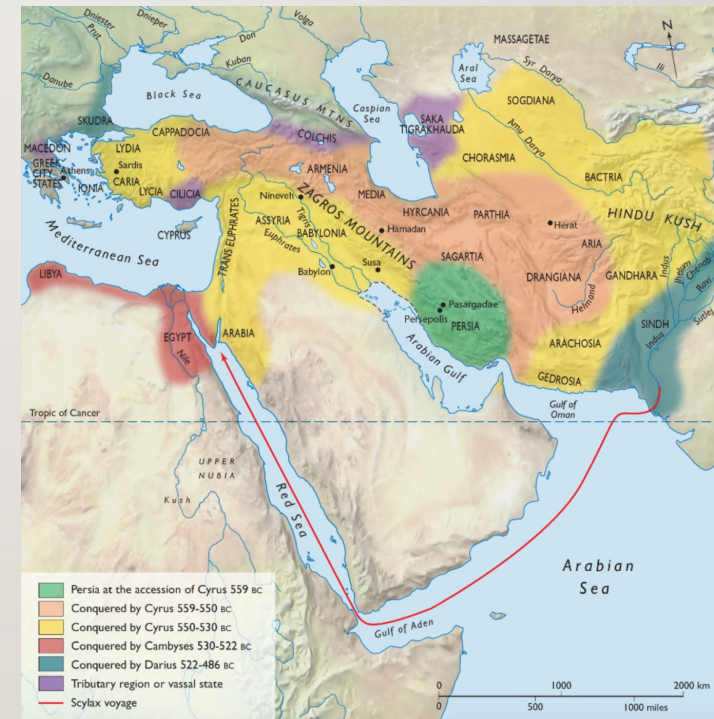 Dniester
Dnieper
Volga
Prut
Don
Kuban
Danube
MASSAGETAE
N
Aral
Sea
Syr Darya
Ili
Black Sea
CAUCASUS MTNS
Caspian
Sea
SOGDIANA
SKUDRA
CAPPADOCIA
COLCHIS
SAKA
TIGRAKHAUDA
Amu Darya
MACEDON
GREEK
CITY
STATES
Athens
IONIA
LYDIA
Sardis
CARIA
LYCIA
CILICIA
ARMENIA
CHORASMIA
BACTRIA
MEDIA
Nineveh
ZAGROS MOUNTAINS
HYRCANIA
PARTHIA
HINDU KUSH
Herat
ARIA
Mediterranean Sea
CYPRUS
TRANS EUPHRATES
ASSYRIA
Tigris
Euphrates
BABYLONIA
Hamadan
Babylon
Susa
SAGARTIA
DRANGIANA
Helmand
GANDHARA
Indus
Jhelum
Chenab
Ravi
Sutlej
LIBYA
EGYPT
Nile
ARABIA
Pasargadae
Persepolis
PERSIA
Arabian Gulf
ARACHOSIA
SINDH
Indus
GEDROSIA
Gulf of
Oman
Tropic of Cancer
UPPER
NUBIA
Kush
Red Sea
Arabian
Sea
Gulf of Aden
Persia at the accession of Cyrus 559 BC
Conquered by Cyrus 559-550 BC
Conquered by Cyrus 550-530 BC
Conquered by Cambyses 530-522 BC
Conquered by Darius 522-486 BC
Tributary region or vassal state
Scylax voyage
0 1000 2000 km
0 500 1000 miles